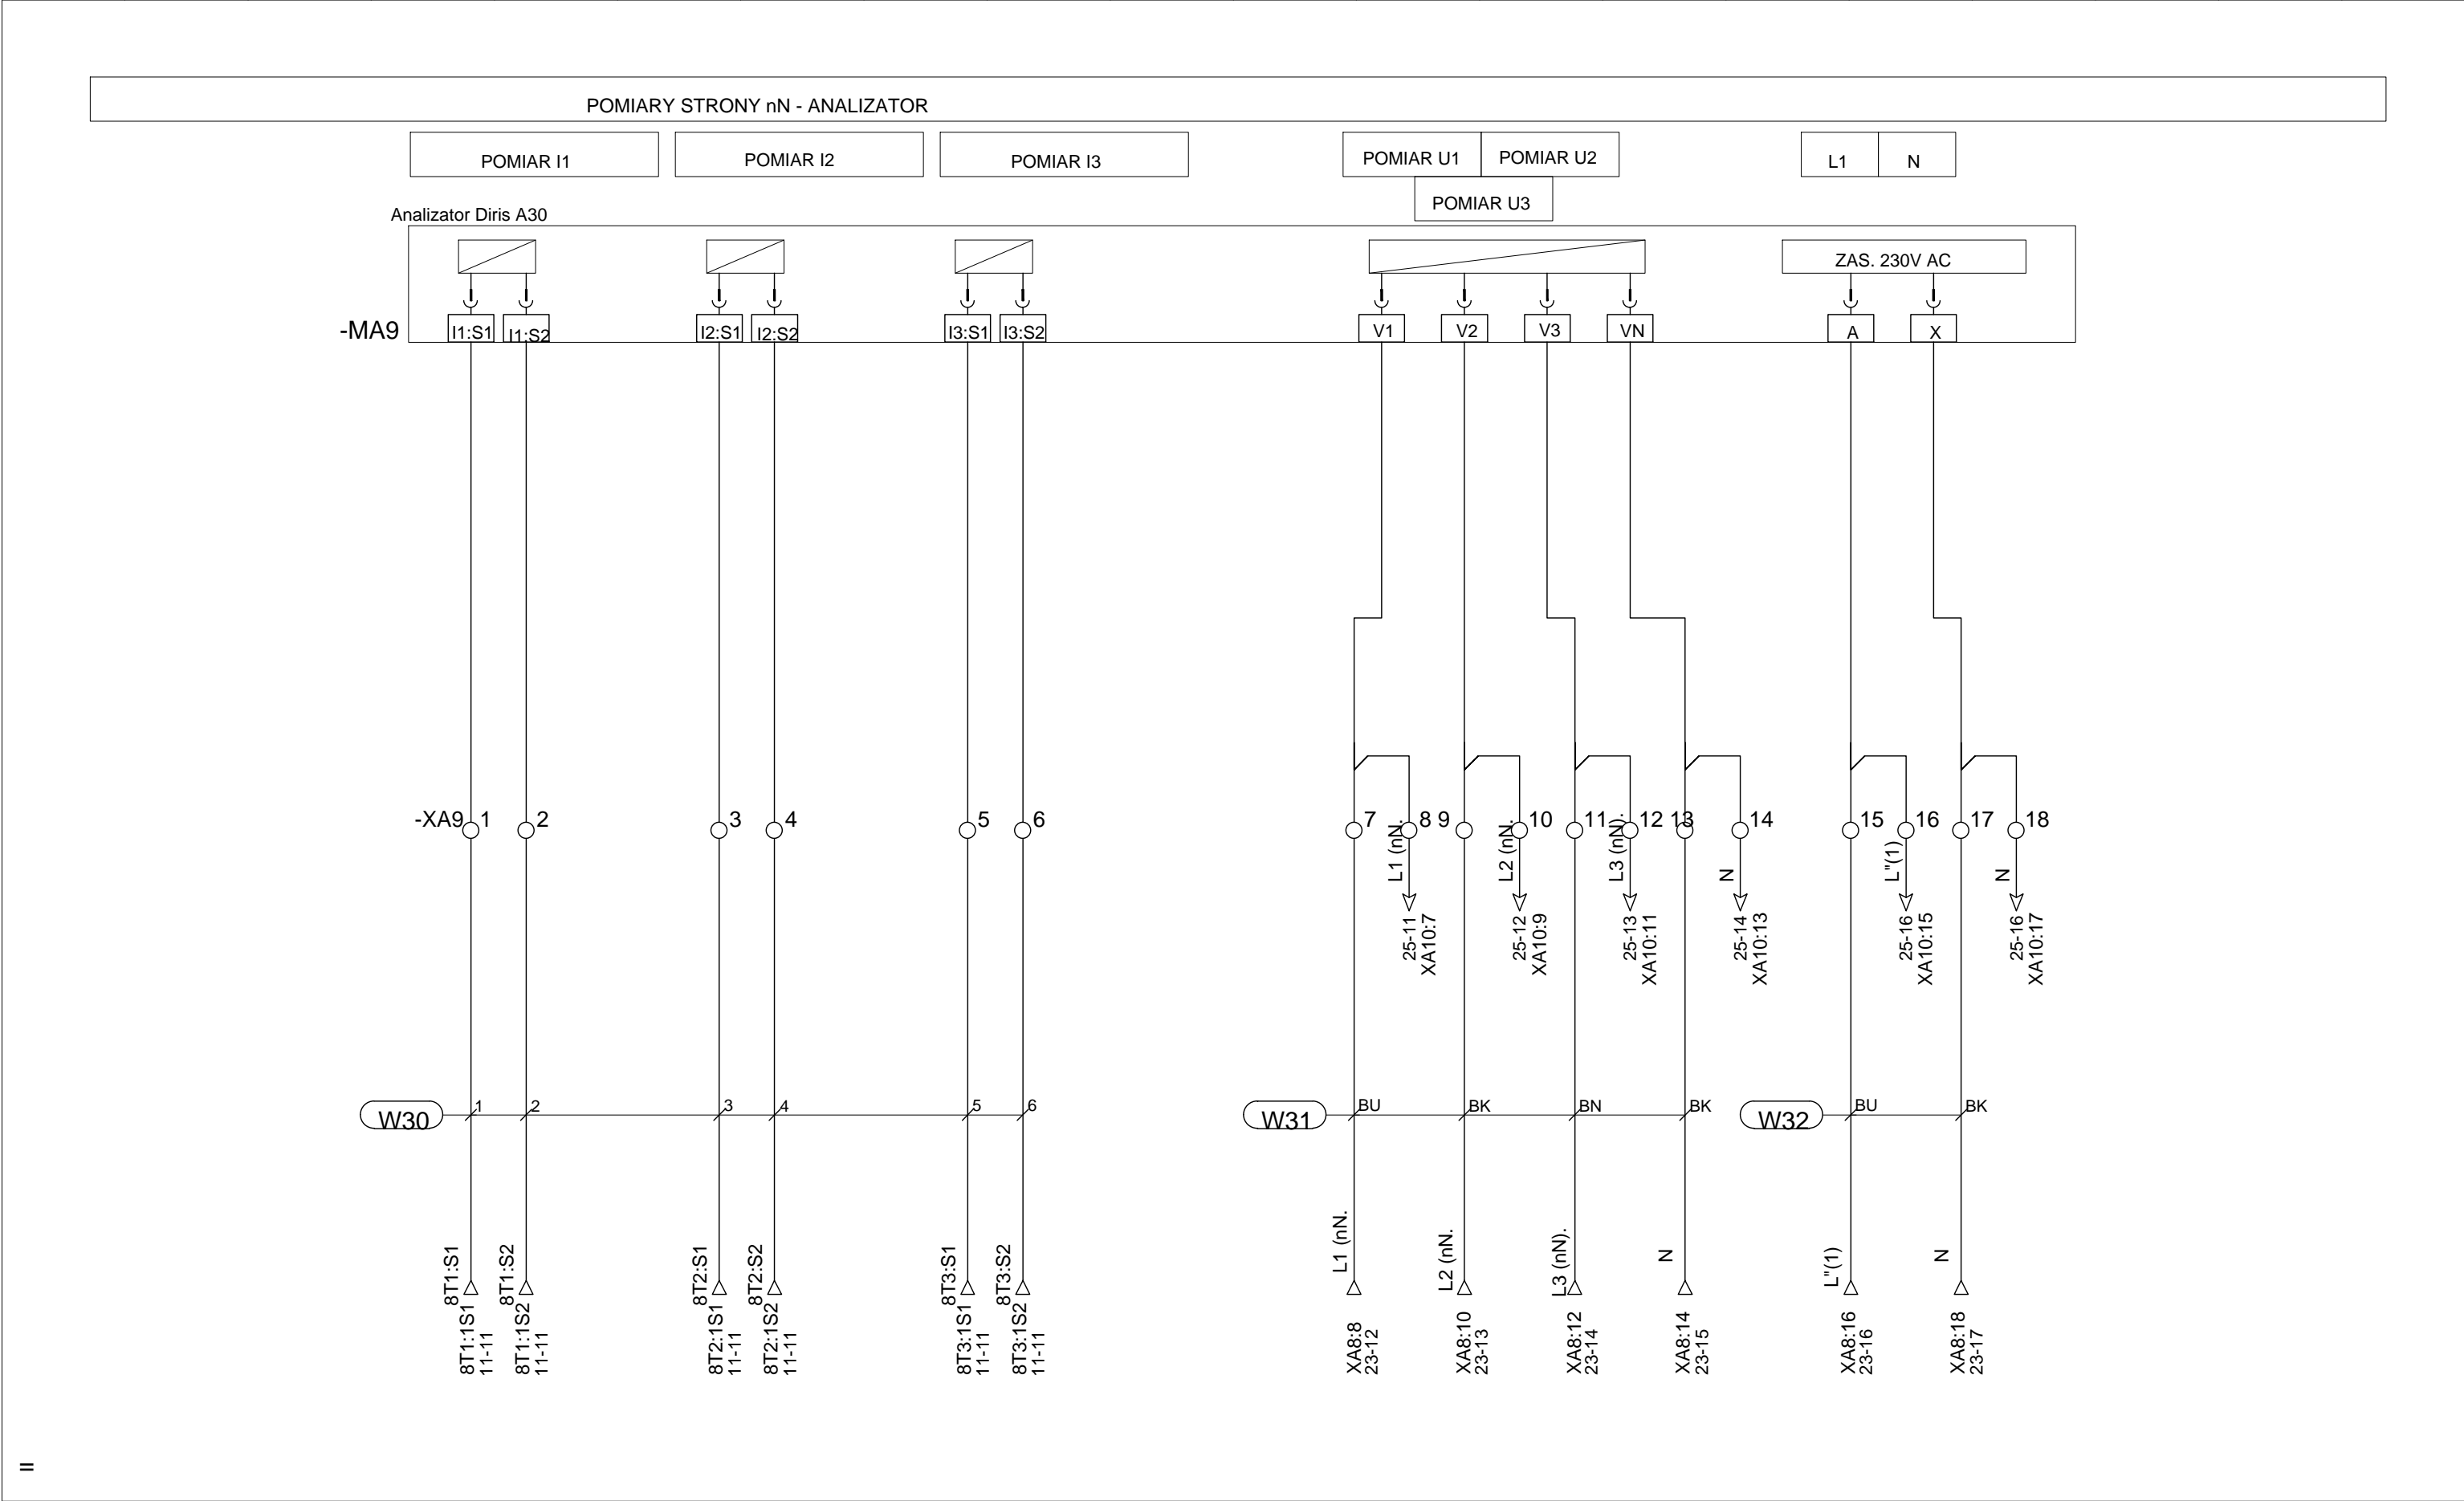 POMIARY STRONY nN - ANALIZATOR
POMIAR I1
POMIAR I2
POMIAR I3
POMIAR U1
POMIAR U2
L1
N
POMIAR U3
Analizator Diris A30
ZAS. 230V AC
-MA9
I1:S1
I1:S2
I2:S1
I2:S2
I3:S1
I3:S2
V1
V2
V3
VN
A
X
-XA9
1
2
3
4
5
6
7
8
9
10
11
12
13
14
15
16
17
18
L1 (nN.
L2 (nN.
L3 (nN).
N
L"(1)
N
25-11
XA10:7
25-12
XA10:9
25-13
XA10:11
25-14
XA10:13
25-16
XA10:15
25-16
XA10:17
W30
1
2
3
4
5
6
W31
BU
BK
BN
BK
W32
BU
BK
8T1:S1
8T1:S2
8T2:S1
8T2:S2
8T3:S1
8T3:S2
L1 (nN.
L2 (nN.
L3 (nN).
N
L"(1)
N
8T1:1S1
11-11
8T1:1S2
11-11
8T2:1S1
11-11
8T2:1S2
11-11
8T3:1S1
11-11
8T3:1S2
11-11
XA8:8
23-12
XA8:10
23-13
XA8:12
23-14
XA8:14
23-15
XA8:16
23-16
XA8:18
23-17
=